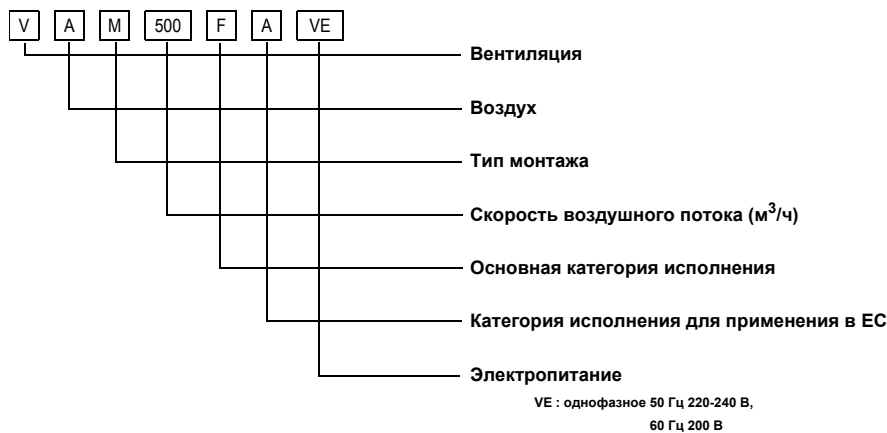 V A M 500 F A VE
Вентиляция
Воздух
Тип монтажа
Скорость воздушного потока (м³/ч)
Основная категория исполнения
Категория исполнения для применения в ЕС
Электропитание
VE : однофазное 50 Гц 220-240 В,
60 Гц 200 В